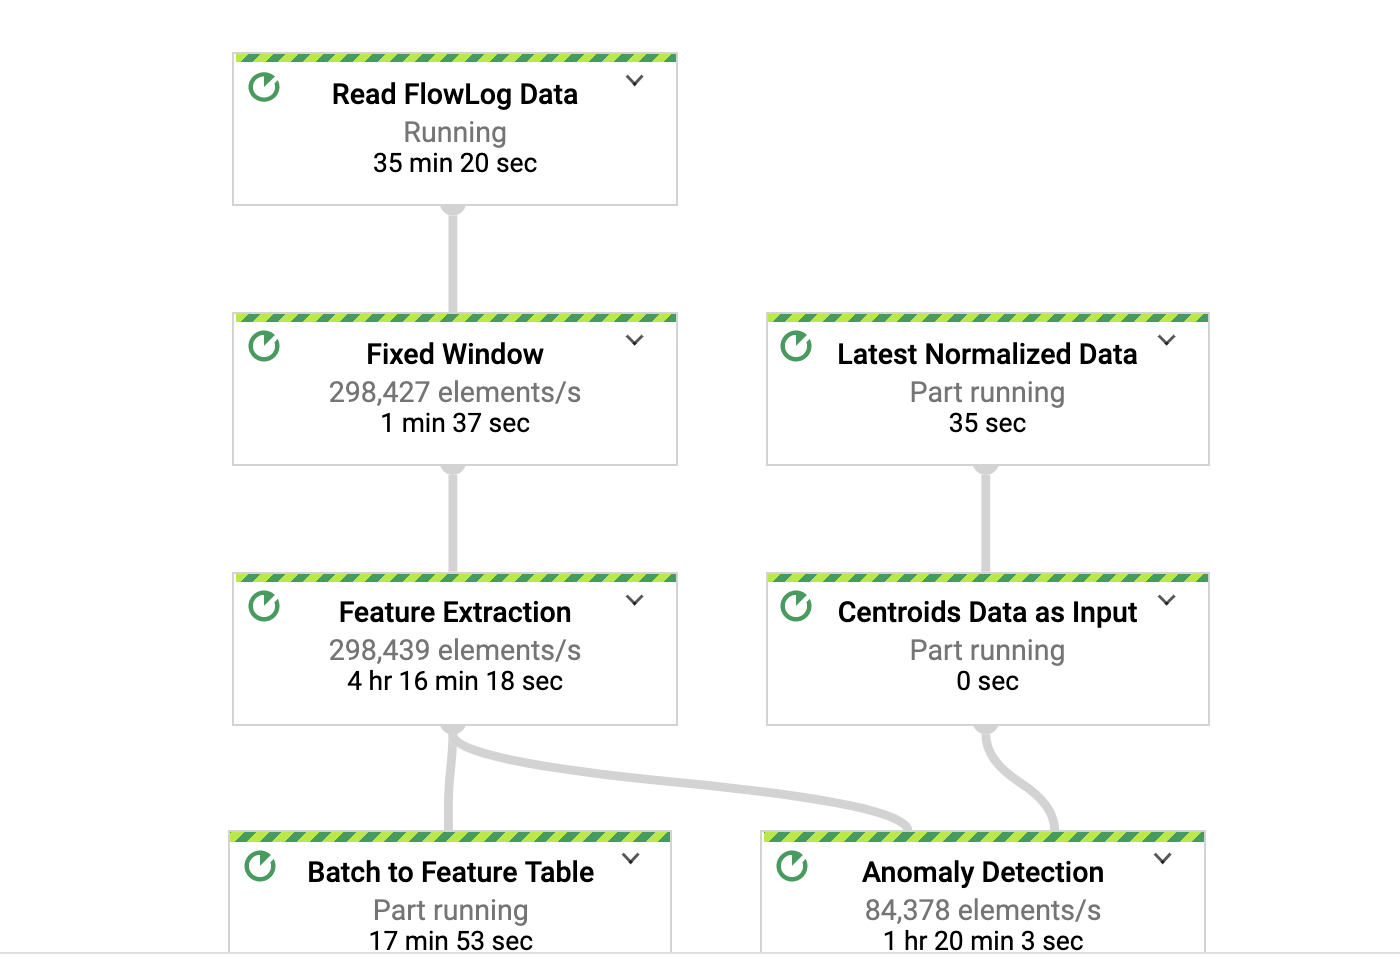 Read FlowLog Data
Running
35 min 20 sec
Fixed Window
298,427 elements/s
1 min 37 sec
Latest Normalized Data
Part running
35 sec
Feature Extraction
298,439 elements/s
4 hr 16 min 18 sec
Centroids Data as Input
Part running
0 sec
Batch to Feature Table
Part running
17 min 53 sec
Anomaly Detection
84,378 elements/s
1 hr 20 min 3 sec